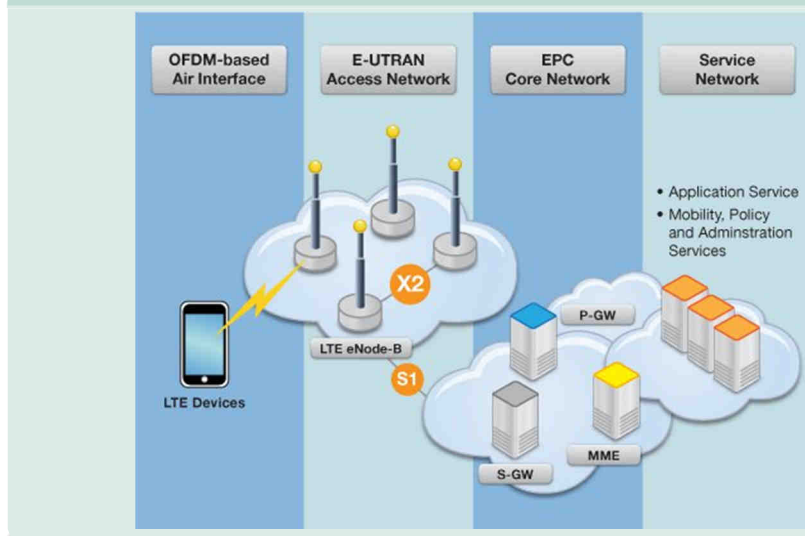 OFDM-based
Air Interface
E-UTRAN
Access Network
EPC
Core Network
Service
Network
• Application Service
• Mobility, Policy
and Adminstration
Services
X2
P-GW
LTE eNode-B
S1
LTE Devices
MME
S-GW